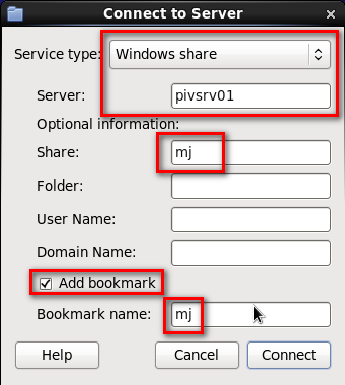 Connect to Server
Service type: Windows share
Server: pivsrv01
Optional information:
Share: mj
Folder:
User Name:
Domain Name:
Add bookmark
Bookmark name: mj
Help Cancel Connect